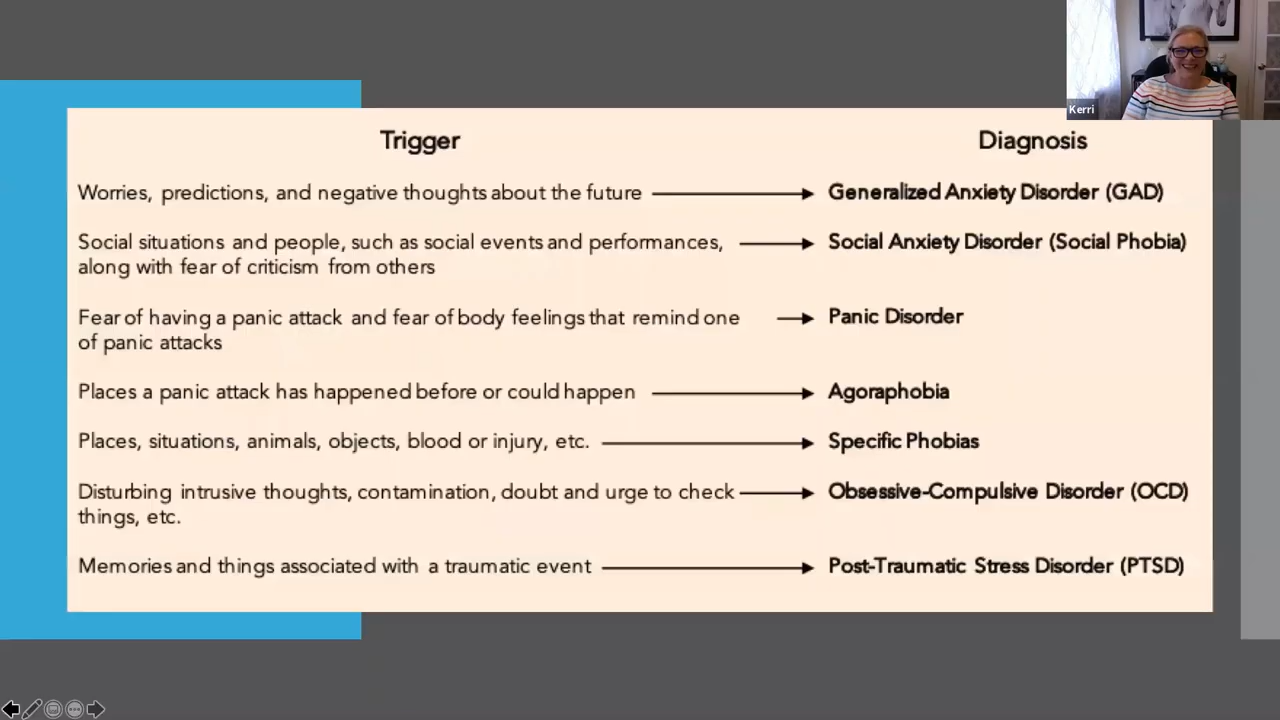 Kerri
Trigger
Diagnosis
Worries, predictions, and negative thoughts about the future
Generalized Anxiety Disorder (GAD)
Social situations and people, such as social events and performances,
along with fear of criticism from others
Social Anxiety Disorder (Social Phobia)
Fear of having a panic attack and fear of body feelings that remind one
of panic attacks
Panic Disorder
Places a panic attack has happened before or could happen
Agoraphobia
Places, situations, animals, objects, blood or injury, etc.
Specific Phobias
Disturbing intrusive thoughts, contamination, doubt and urge to check
things, etc.
Obsessive-Compulsive Disorder (OCD)
Memories and things associated with a traumatic event
Post-Traumatic Stress Disorder (PTSD)